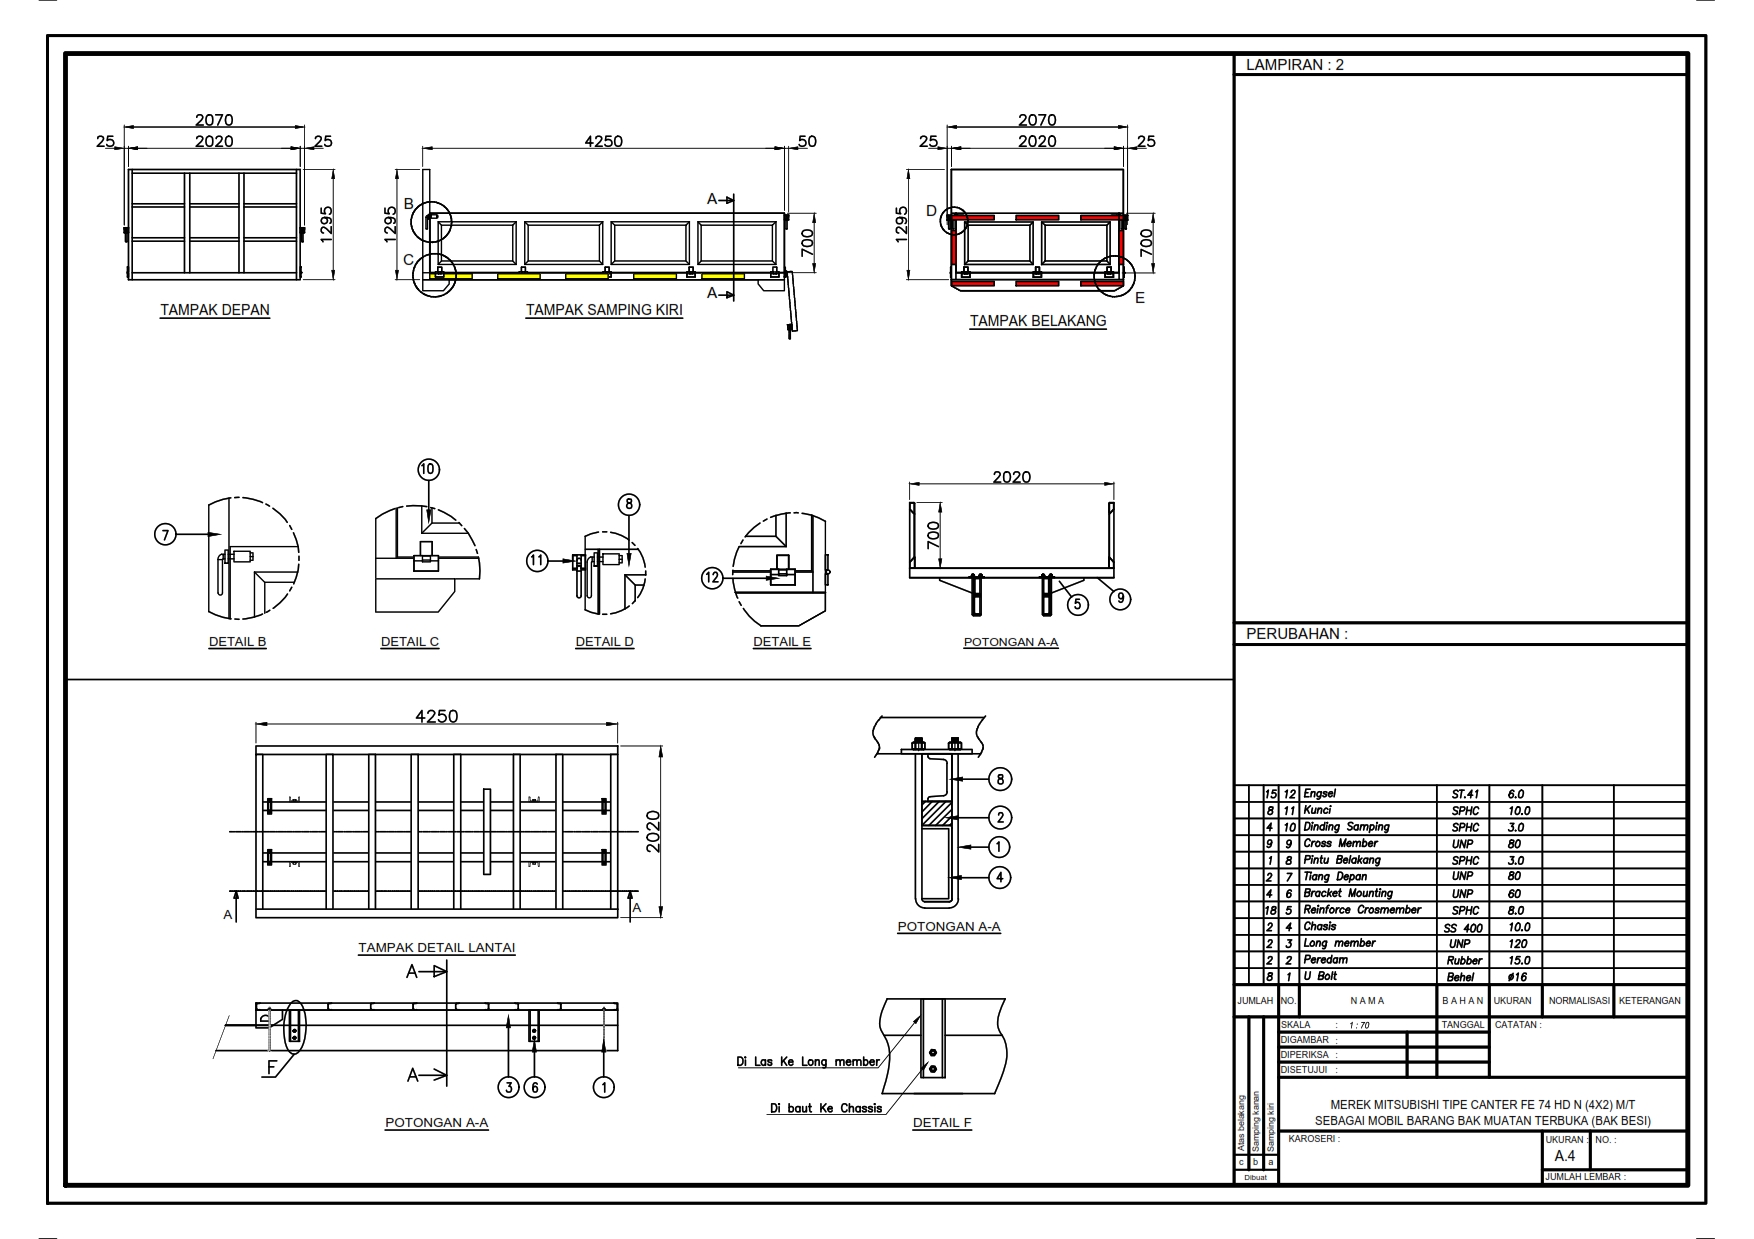 LAMPIRAN : 2
2070
25 2020 25
1295
TAMPAK DEPAN
4250 50
1295
B
C
A
A
700
TAMPAK SAMPING KIRI
2070
25 2020 25
1295
D
700
E
TAMPAK BELAKANG
7
DETAIL B
10
DETAIL C
11
8
DETAIL D
12
DETAIL E
2020
700
5
9
POTONGAN A-A
PERUBAHAN :
4250
2020
A
A
TAMPAK DETAIL LANTAI
A
A
F
3
6
1
POTONGAN A-A
8
2
1
4
POTONGAN A-A
Di Las Ke Long member
Di baut Ke Chassis
DETAIL F
15 12 Engsel ST.41 6.0
8 11 Kunci SPHC 10.0
4 10 Dinding Samping SPHC 3.0
9 9 Cross Member UNP 80
1 8 Pintu Belakang SPHC 3.0
2 7 Tiang Depan UNP 80
4 6 Bracket Mounting UNP 60
18 5 Reinforce Crosmember SPHC 8.0
2 4 Chasis SS 400 10.0
2 3 Long member UNP 120
2 2 Peredam Rubber 15.0
8 1 U Bolt Behel ø16
JUMLAH NO. N A M A B A H A N UKURAN NORMALISASI KETERANGAN
SKALA : 1 : 70 TANGGAL CATATAN :
DIGAMBAR :
DIPERIKSA :
DISETUJUI :
MEREK MITSUBISHI TIPE CANTER FE 74 HD N (4X2) M/T
SEBAGAI MOBIL BARANG BAK MUATAN TERBUKA (BAK BESI)
KAROSERI :
UKURAN : NO. :
A.4
JUMLAH LEMBAR :
Atas belakang
Samping kanan
Samping kiri
c b a
Dibuat